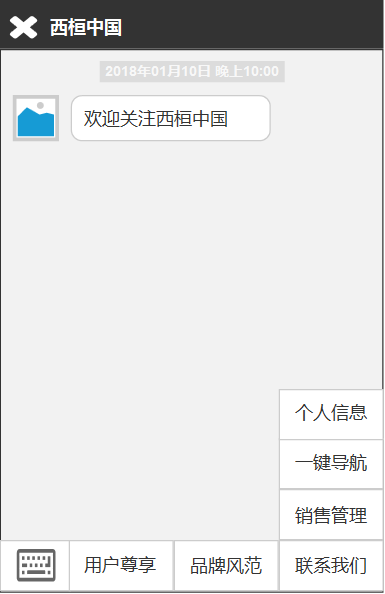 西桓中国
2018年01月10日 晚上10:00
欢迎关注西桓中国
个人信息
一键导航
销售管理
用户尊享
品牌风范
联系我们